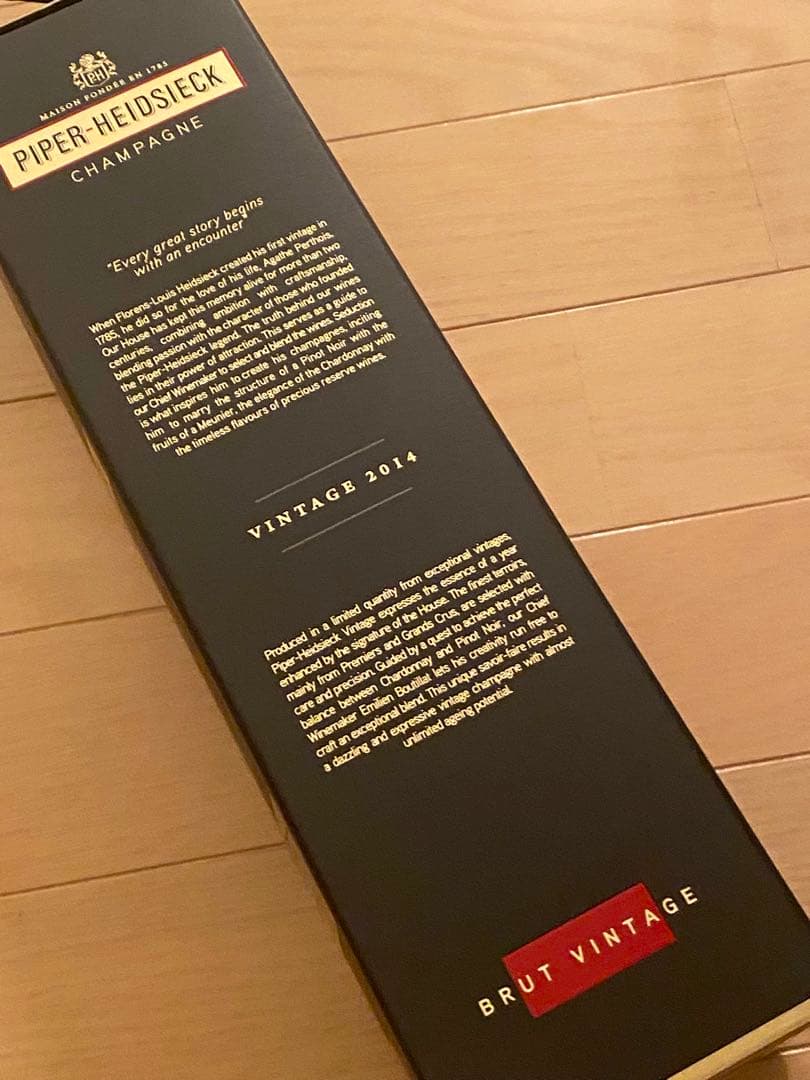 PH
MAISON FONDÉE EN 1785
PIPER-HEIDSIECK
CHAMPAGNE
"Every great story begins
with an encounter"
When Florens-Louis Heidsieck created his first vintage in
1785, he did so for the love of his life, Agathe Perthois.
Our House has kept this memory alive for more than two
centuries, combining ambition with craftsmanship,
blending passion with the character of those who founded
the Piper-Heidsieck legend. The truth behind our wines
lies in their power of attraction. This serves as a guide to
our Chief Winemaker to select and blend the wines. Seduction
is what inspires him to create his champagnes, inciting
him to marry the structure of a Pinot Noir with the
fruits of a Meunier, the elegance of the Chardonnay with
the timeless flavours of precious reserve wines.
VINTAGE 2014
Produced in a limited quantity from exceptional vintages,
Piper-Heidsieck Vintage expresses the essence of a year
enhanced by the signature of the House. The finest terroirs,
mainly from Premiers and Grands Crus, are selected with
care and precision. Guided by a quest to achieve the perfect
balance between Chardonnay and Pinot Noir, our Chief
Winemaker Emilien Boutillat lets his creativity run free to
craft an exceptional blend. This unique savoir-faire results in
a dazzling and expressive vintage champagne with almost
unlimited ageing potential.
BRUT VINTAGE